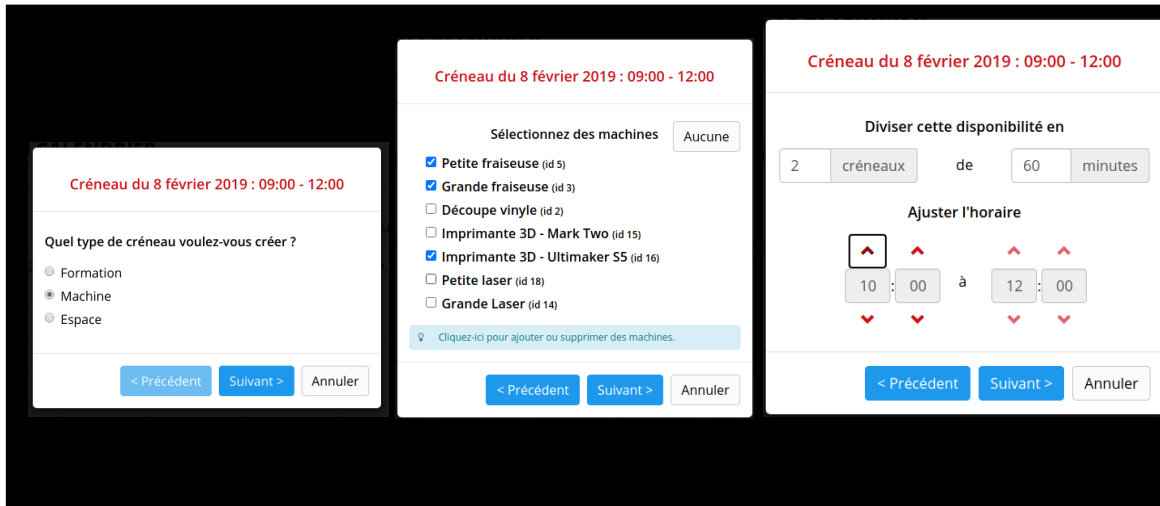 CALENDRIER
Créneau du 8 février 2019 : 09:00 - 12:00
Quel type de créneau voulez-vous créer ?
Formation
Machine
Espace
< Précédent Suivant > Annuler
Créneau du 8 février 2019 : 09:00 - 12:00
Sélectionnez des machines Aucune
Petite fraiseuse (id 5)
Grande fraiseuse (id 3)
Découpe vinyle (id 2)
Imprimante 3D - Mark Two (id 15)
Imprimante 3D - Ultimaker S5 (id 16)
Petite laser (id 18)
Grande Laser (id 14)
Cliquez-ici pour ajouter ou supprimer des machines.
< Précédent Suivant > Annuler
Créneau du 8 février 2019 : 09:00 - 12:00
Diviser cette disponibilité en
2 créneaux de 60 minutes
Ajuster l'horaire
10 : 00 à 12 : 00
< Précédent Suivant > Annuler